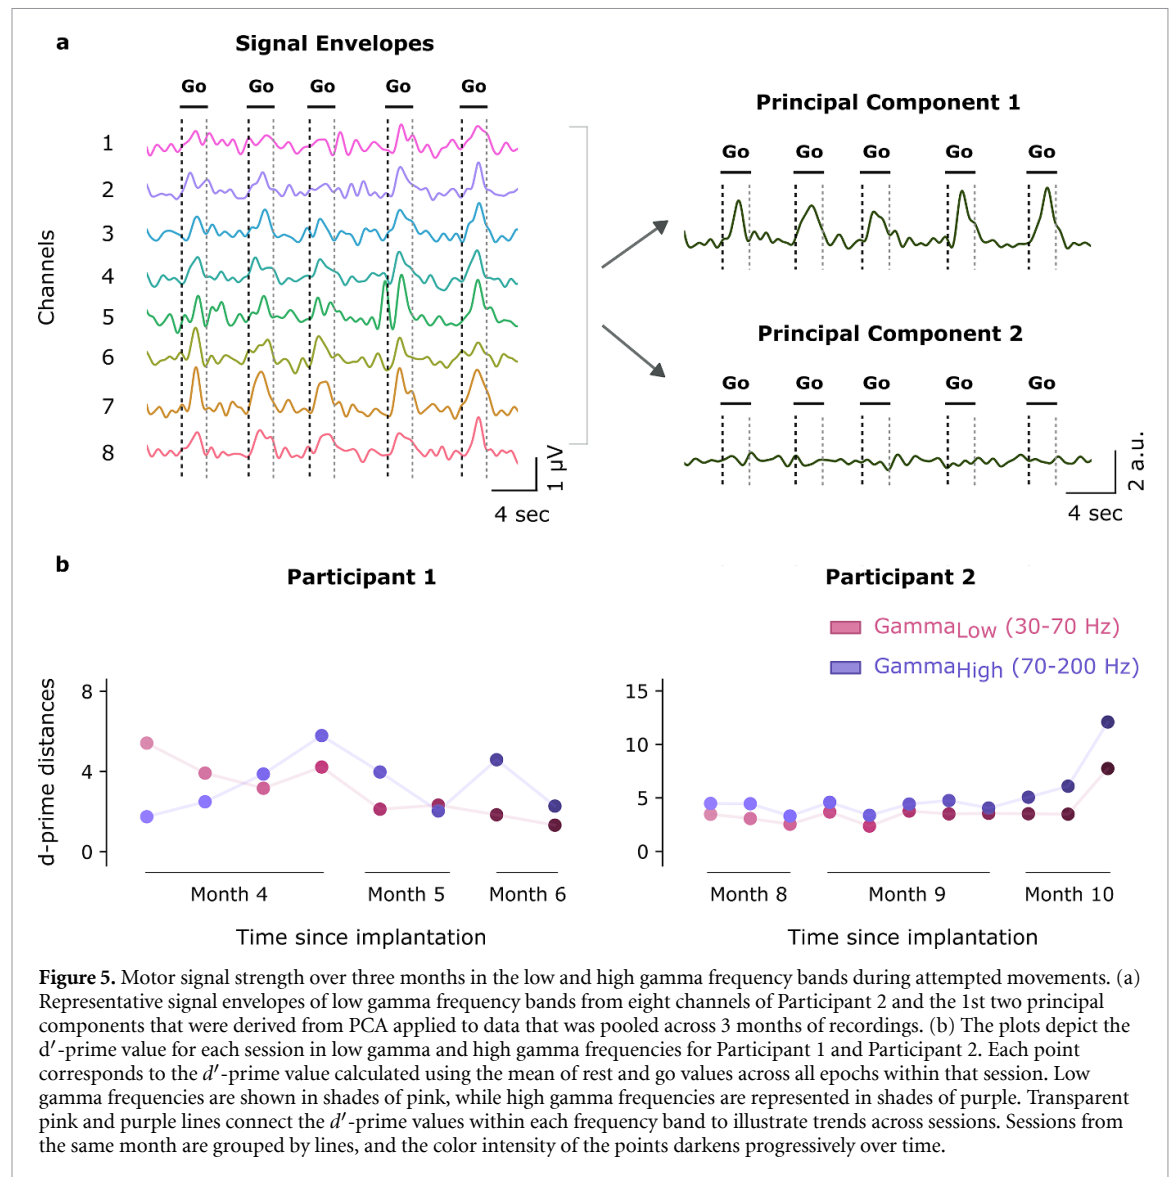 a
Signal Envelopes
Go Go Go Go Go
Channels
1
2
3
4
5
6
7
8
1 µV
4 sec
Principal Component 1
Go Go Go Go Go
Principal Component 2
Go Go Go Go Go
2 a.u.
4 sec
b
Participant 1
d-prime distances
8
4
0
Month 4 Month 5 Month 6
Time since implantation
Participant 2
GammaLow (30-70 Hz)
GammaHigh (70-200 Hz)
15
10
5
0
Month 8 Month 9 Month 10
Time since implantation
Figure 5. Motor signal strength over three months in the low and high gamma frequency bands during attempted movements. (a)
Representative signal envelopes of low gamma frequency bands from eight channels of Participant 2 and the 1st two principal
components that were derived from PCA applied to data that was pooled across 3 months of recordings. (b) The plots depict the
d′-prime value for each session in low gamma and high gamma frequencies for Participant 1 and Participant 2. Each point
corresponds to the d′-prime value calculated using the mean of rest and go values across all epochs within that session. Low
gamma frequencies are shown in shades of pink, while high gamma frequencies are represented in shades of purple. Transparent
pink and purple lines connect the d′-prime values within each frequency band to illustrate trends across sessions. Sessions from
the same month are grouped by lines, and the color intensity of the points darkens progressively over time.